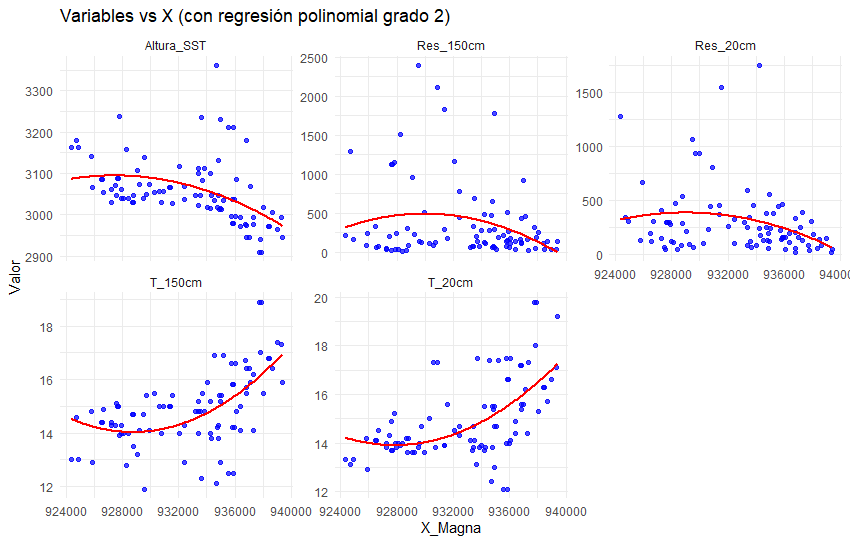 Variables vs X (con regresión polinomial grado 2)
Altura_SST
Res_150cm
Res_20cm
3300
3200
3100
3000
2900
2500
2000
1500
1000
500
0
1500
1000
500
0
924000 928000 932000 936000 940000
Valor
T_150cm
T_20cm
18
16
14
12
20
18
16
14
12
924000 928000 932000 936000 940000
924000 928000 932000 936000 940000
X_Magna